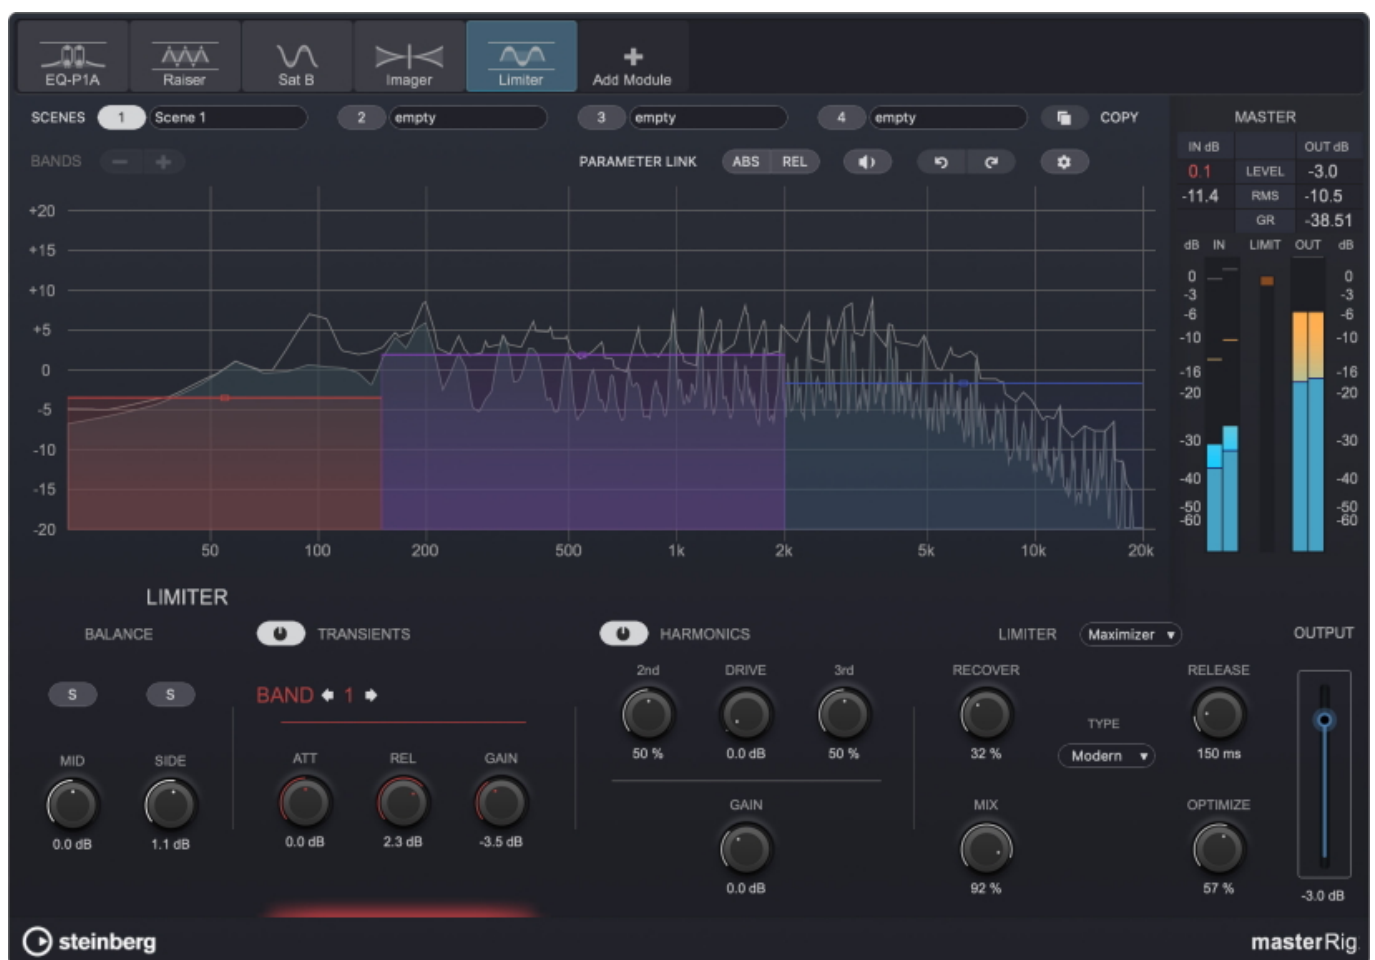 EQ-P1A Raiser Sat B Imager Limiter Add Module
SCENES 1 Scene 1 2 empty 3 empty 4 empty COPY MASTER
BANDS PARAMETER LINK ABS REL
IN dB OUT dB
0.1 LEVEL -3.0
-11.4 RMS -10.5
GR -38.51
dB IN LIMIT OUT dB
+20
+15
+10
+5
0
-5
-10
-15
-20
50 100 200 500 1k 2k 5k 10k 20k
0 0
-3 -3
-6 -6
-10 -10
-16 -16
-20 -20
-30 -30
-40 -40
-50 -50
-60 -60
LIMITER
BALANCE TRANSIENTS HARMONICS LIMITER Maximizer OUTPUT
2nd DRIVE 3rd RECOVER RELEASE
S S BAND 1
TYPE
50 % 0.0 dB 50 % 32 % Modern 150 ms
MID SIDE ATT REL GAIN
GAIN MIX OPTIMIZE
0.0 dB 1.1 dB 0.0 dB 2.3 dB -3.5 dB
0.0 dB 92 % 57 % -3.0 dB
steinberg masterRig